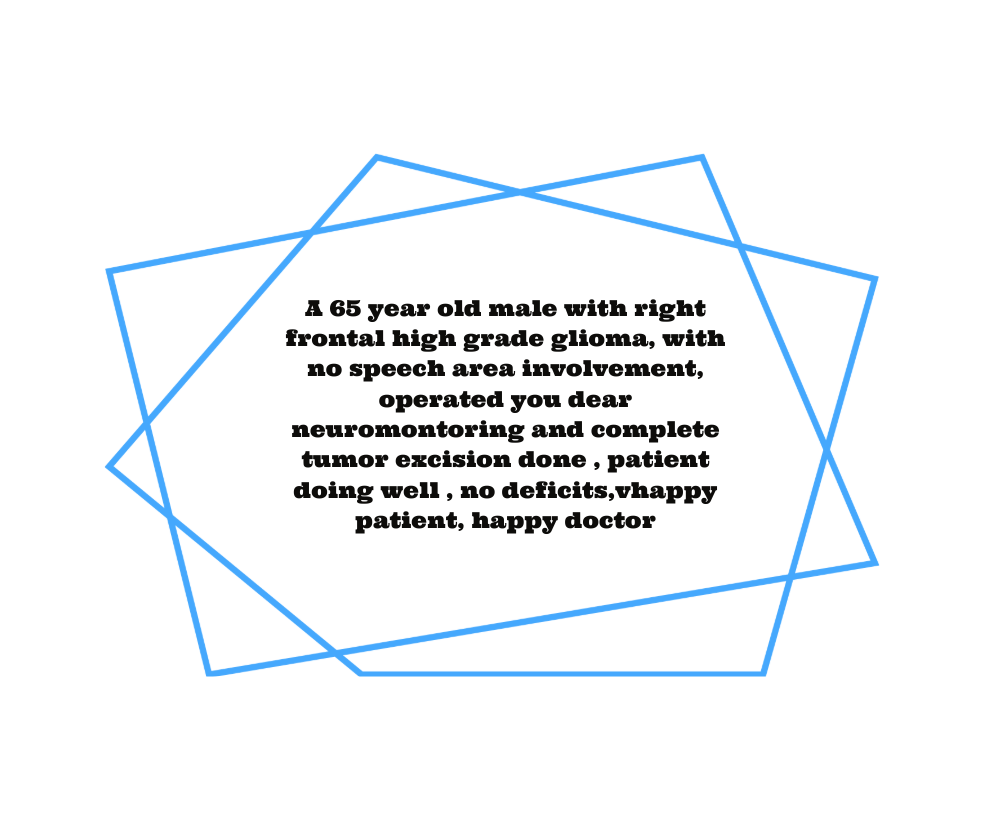 A 65 year old male with right
frontal high grade glioma, with
no speech area involvement,
operated you dear
neuromontoring and complete
tumor excision done , patient
doing well , no deficits,vhappy
patient, happy doctor